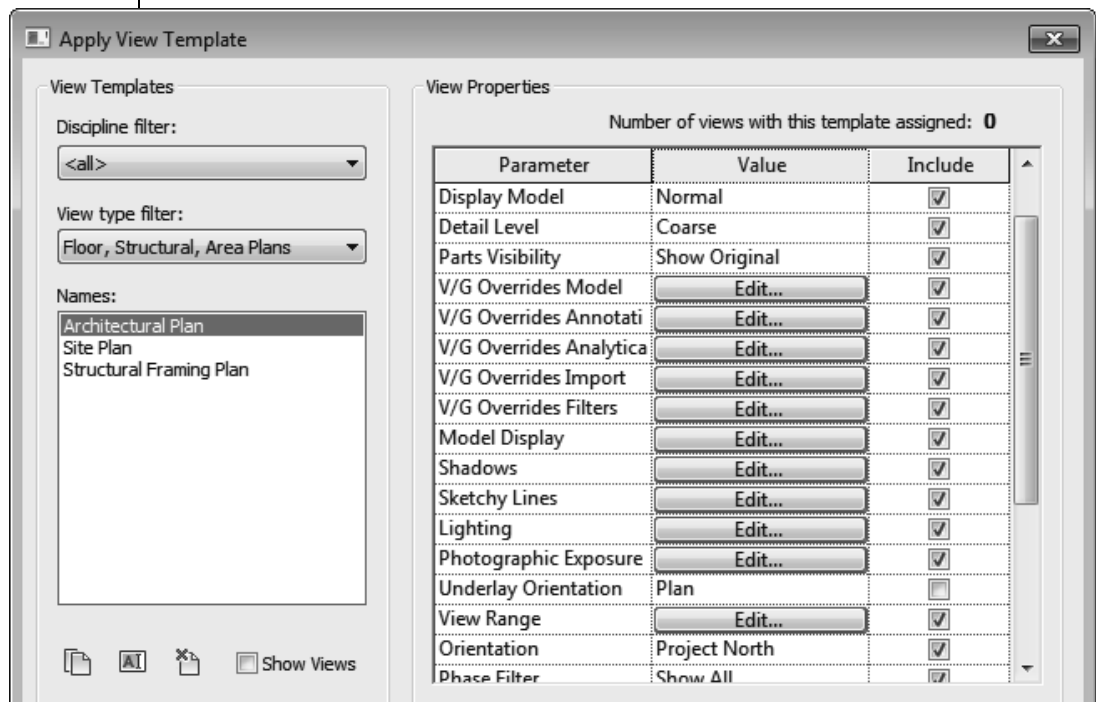 Apply View Template
View Templates
Discipline filter:
<all>
View type filter:
Floor, Structural, Area Plans
Names:
Architectural Plan
Site Plan
Structural Framing Plan
Show Views
View Properties
Number of views with this template assigned: 0
Parameter Value Include
Display Model Normal
Detail Level Coarse
Parts Visibility Show Original
V/G Overrides Model Edit...
V/G Overrides Annotati Edit...
V/G Overrides Analytica Edit...
V/G Overrides Import Edit...
V/G Overrides Filters Edit...
Model Display Edit...
Shadows Edit...
Sketchy Lines Edit...
Lighting Edit...
Photographic Exposure Edit...
Underlay Orientation Plan
View Range Edit...
Orientation Project North
Phase Filter Show All